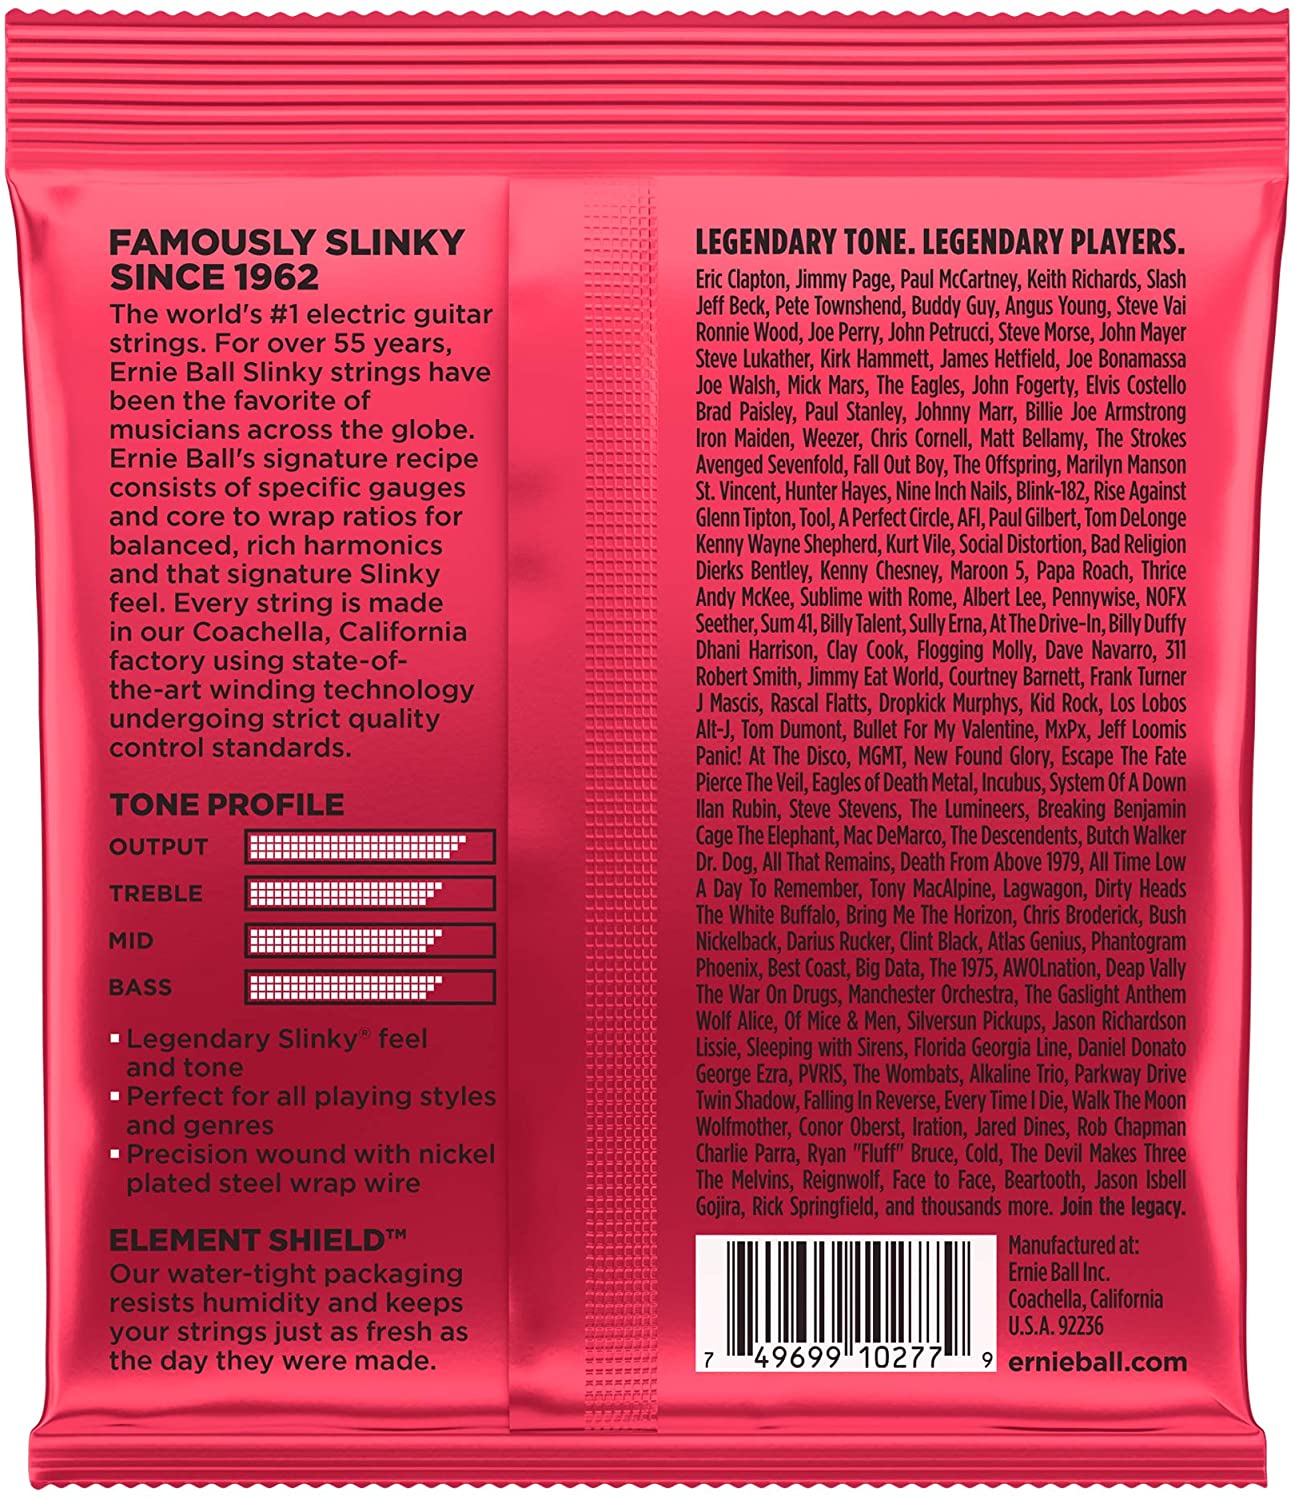 FAMOUSLY SLINKY
SINCE 1962
The world's #1 electric guitar
strings. For over 55 years,
Ernie Ball Slinky strings have
been the favorite of
musicians across the globe.
Ernie Ball's signature recipe
consists of specific gauges
and core to wrap ratios for
balanced, rich harmonics
and that signature Slinky
feel. Every string is made
in our Coachella, California
factory using state-of-
the-art winding technology
undergoing strict quality
control standards.
TONE PROFILE
OUTPUT
TREBLE
MID
BASS
▪ Legendary Slinky® feel
and tone
▪ Perfect for all playing styles
and genres
▪ Precision wound with nickel
plated steel wrap wire
ELEMENT SHIELD™
Our water-tight packaging
resists humidity and keeps
your strings just as fresh as
the day they were made.
LEGENDARY TONE. LEGENDARY PLAYERS.
Eric Clapton, Jimmy Page, Paul McCartney, Keith Richards, Slash
Jeff Beck, Pete Townshend, Buddy Guy, Angus Young, Steve Vai
Ronnie Wood, Joe Perry, John Petrucci, Steve Morse, John Mayer
Steve Lukather, Kirk Hammett, James Hetfield, Joe Bonamassa
Joe Walsh, Mick Mars, The Eagles, John Fogerty, Elvis Costello
Brad Paisley, Paul Stanley, Johnny Marr, Billie Joe Armstrong
Iron Maiden, Weezer, Chris Cornell, Matt Bellamy, The Strokes
Avenged Sevenfold, Fall Out Boy, The Offspring, Marilyn Manson
St. Vincent, Hunter Hayes, Nine Inch Nails, Blink-182, Rise Against
Glenn Tipton, Tool, A Perfect Circle, AFI, Paul Gilbert, Tom DeLonge
Kenny Wayne Shepherd, Kurt Vile, Social Distortion, Bad Religion
Dierks Bentley, Kenny Chesney, Maroon 5, Papa Roach, Thrice
Andy McKee, Sublime with Rome, Albert Lee, Pennywise, NOFX
Seether, Sum 41, Billy Talent, Sully Erna, At The Drive-In, Billy Duffy
Dhani Harrison, Clay Cook, Flogging Molly, Dave Navarro, 311
Robert Smith, Jimmy Eat World, Courtney Barnett, Frank Turner
J Mascis, Rascal Flatts, Dropkick Murphys, Kid Rock, Los Lobos
Alt-J, Tom Dumont, Bullet For My Valentine, MxPx, Jeff Loomis
Panic! At The Disco, MGMT, New Found Glory, Escape The Fate
Pierce The Veil, Eagles of Death Metal, Incubus, System Of A Down
Ilan Rubin, Steve Stevens, The Lumineers, Breaking Benjamin
Cage The Elephant, Mac DeMarco, The Descendents, Butch Walker
Dr. Dog, All That Remains, Death From Above 1979, All Time Low
A Day To Remember, Tony MacAlpine, Lagwagon, Dirty Heads
The White Buffalo, Bring Me The Horizon, Chris Broderick, Bush
Nickelback, Darius Rucker, Clint Black, Atlas Genius, Phantogram
Phoenix, Best Coast, Big Data, The 1975, AWOLnation, Deap Vally
The War On Drugs, Manchester Orchestra, The Gaslight Anthem
Wolf Alice, Of Mice & Men, Silversun Pickups, Jason Richardson
Lissie, Sleeping with Sirens, Florida Georgia Line, Daniel Donato
George Ezra, PVRIS, The Wombats, Alkaline Trio, Parkway Drive
Twin Shadow, Falling In Reverse, Every Time I Die, Walk The Moon
Wolfmother, Conor Oberst, Iration, Jared Dines, Rob Chapman
Charlie Parra, Ryan "Fluff" Bruce, Cold, The Devil Makes Three
The Melvins, Reignwolf, Face to Face, Beartooth, Jason Isbell
Gojira, Rick Springfield, and thousands more. Join the legacy.
7 49699 10277 9
Manufactured at:
Ernie Ball Inc.
Coachella, California
U.S.A. 92236
ernieball.com